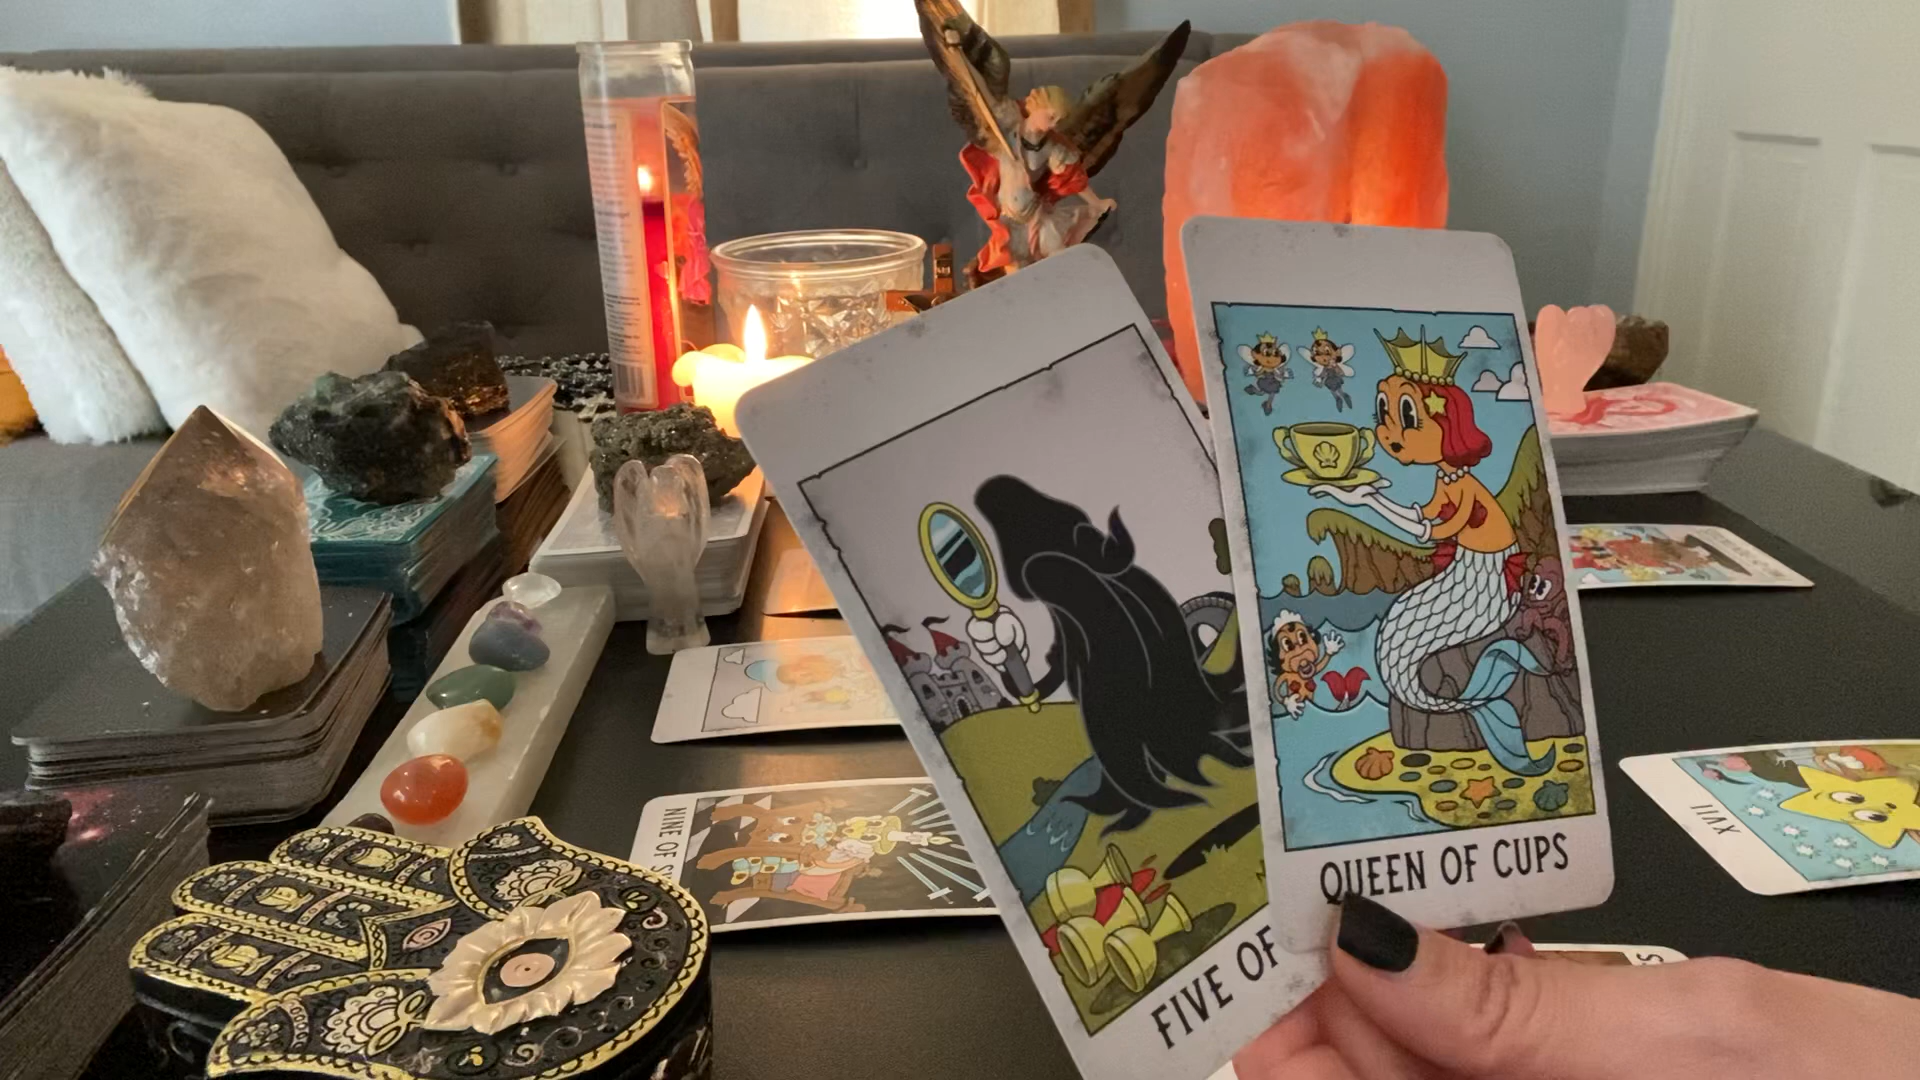 FIVE OF
QUEEN OF CUPS
NINE OF S
XVII